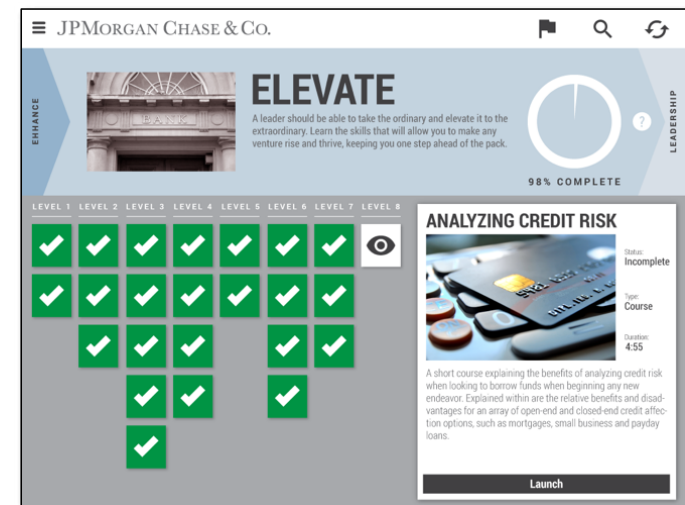 JPMORGAN CHASE & CO.
ENHANCE
BANK
ELEVATE
A leader should be able to take the ordinary and elevate it to the
extraordinary. Learn the skills that will allow you to make any
venture rise and thrive, keeping you one step ahead of the pack.
98% COMPLETE
?
LEADERSHIP
LEVEL 1 LEVEL 2 LEVEL 3 LEVEL 4 LEVEL 5 LEVEL 6 LEVEL 7 LEVEL 8
ANALYZING CREDIT RISK
Status:
Incomplete
Type:
Course
Duration:
4:55
A short course explaining the benefits of analyzing credit risk
when looking to borrow funds when beginning any new
endeavor. Explained within are the relative benefits and disad-
vantages for an array of open-end and closed-end credit affec-
tion options, such as mortgages, small business and payday
loans.
Launch